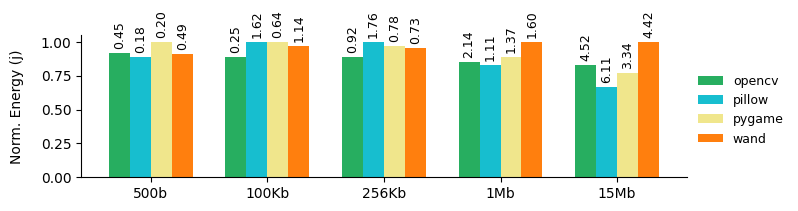 Norm. Energy (j)
1.00
0.75
0.50
0.25
0.00
0.45
0.18
0.20
0.49
0.25
1.62
0.64
1.14
0.92
1.76
0.78
0.73
2.14
1.11
1.37
1.60
4.52
6.11
3.34
4.42
500b
100Kb
256Kb
1Mb
15Mb
opencv
pillow
pygame
wand